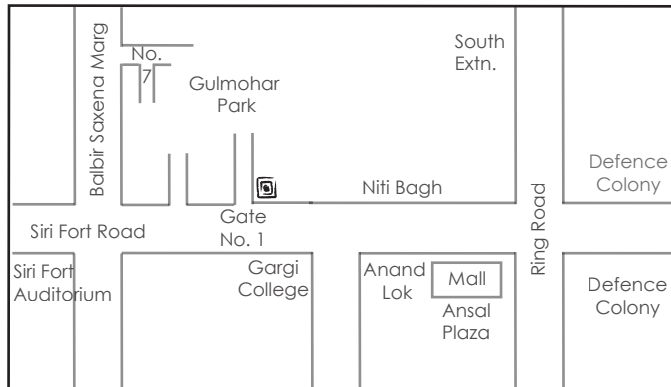 Balbir Saxena Marg
No.
7
Gulmohar
Park
South
Extn.
Defence
Colony
Niti Bagh
Siri Fort Road
Gate
No. 1
Ring Road
Siri Fort
Auditorium
Gargi
College
Anand
Lok
Mall
Ansal
Plaza
Defence
Colony